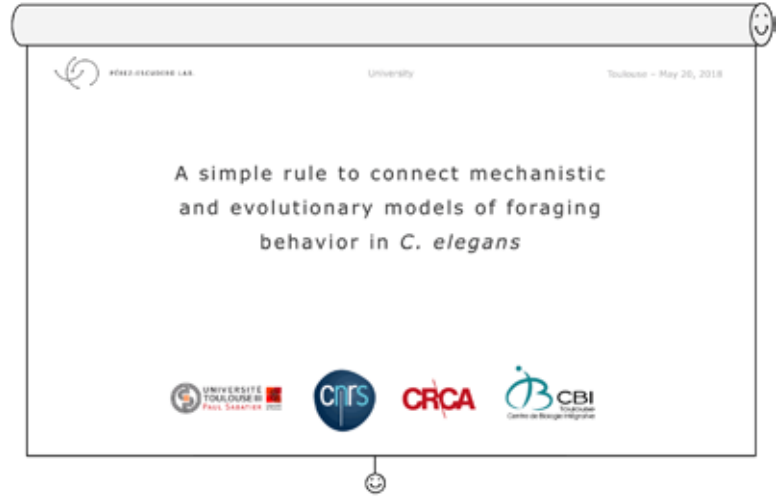 PÉREZ-ESCUDERO LAB.
University
Toulouse – May 20, 2018
A simple rule to connect mechanistic
and evolutionary models of foraging
behavior in C. elegans
UNIVERSITÉ
TOULOUSE III
PAUL SABATIER
cnrs
CRCA
CBI
Toulouse
Centre de Biologie Intégrative